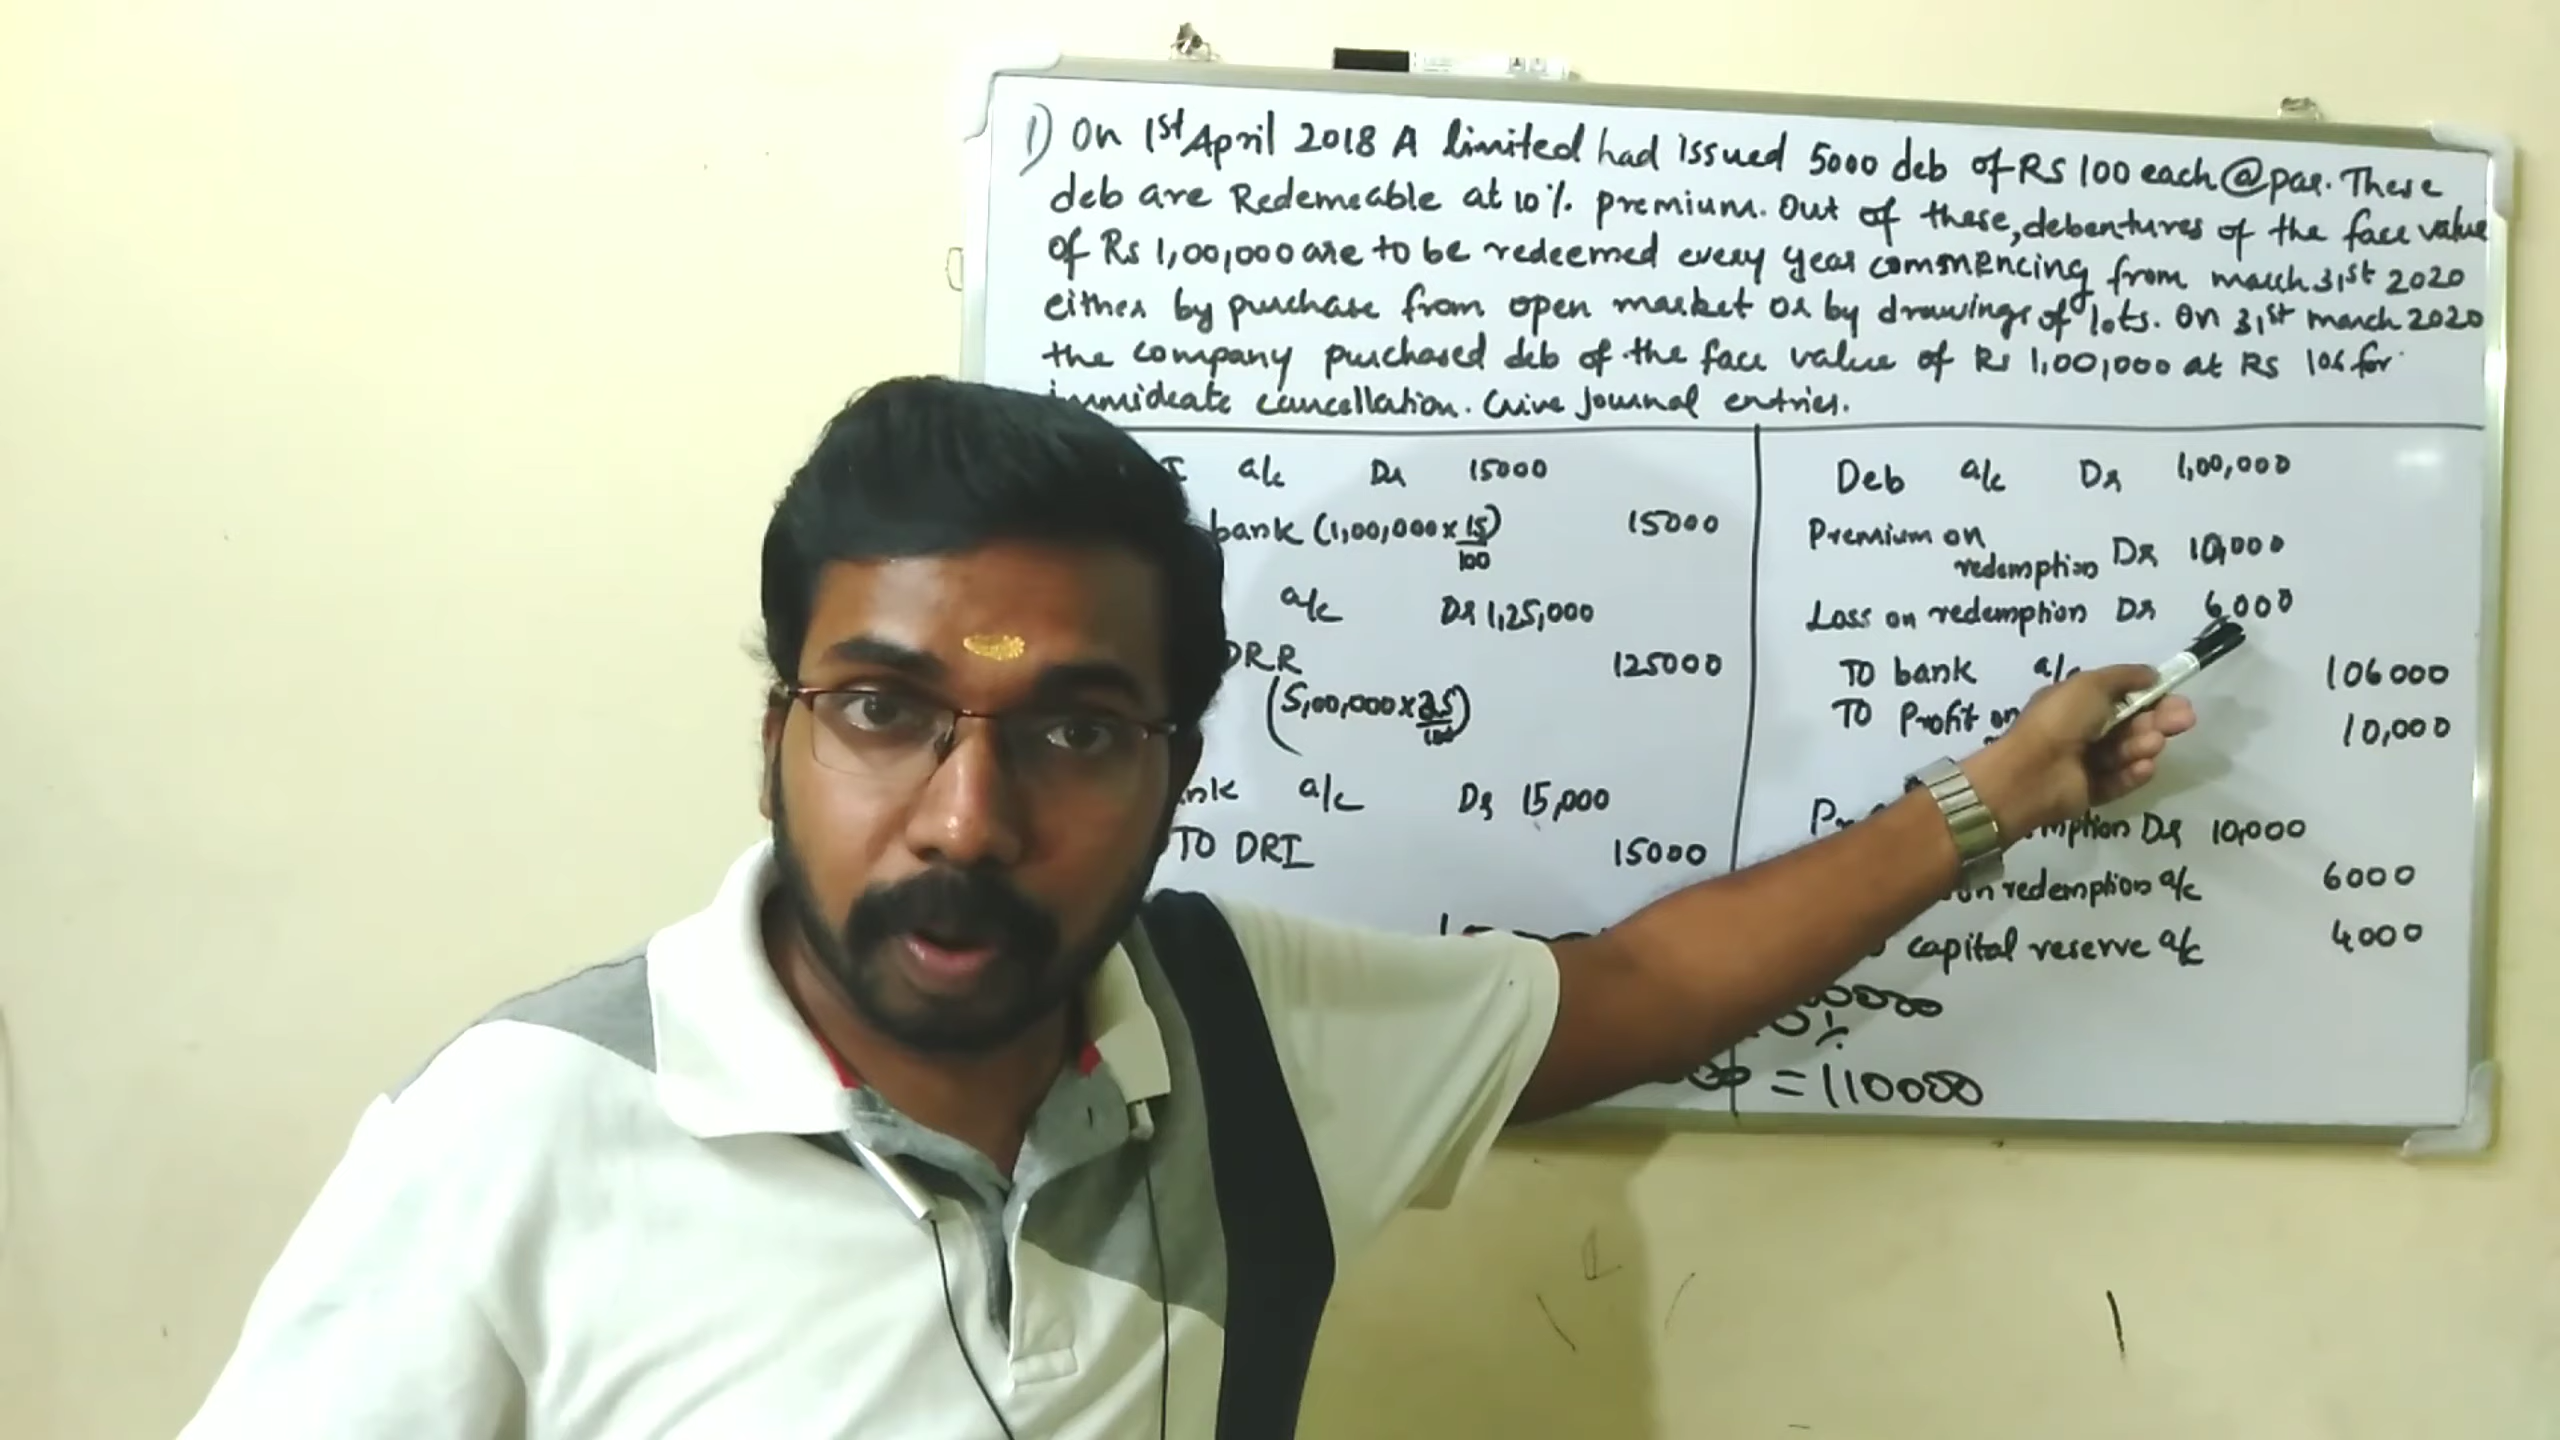 1) On 1st April 2018 A limited had issued 5000 deb of RS 100 each @ par. These
deb are Redemeable at 10% premium. Out of these, debentures of the face value
of Rs 1,00,000 are to be redeemed every year commencing from march 31st 2020
either by purchase from open market or by drawings of lots. On 31st march 2020
the company purchased deb of the face value of Rs 1,00,000 at RS 106 for
immideate cancellation. Give Journal entries.
a/c Dr 15000
bank (1,00,000 x 15/100) 15000
a/c Dr 1,25,000
DRR 125000
(5,00,000 x 25/100)
a/c Dr 15,000
TO DRI 15000
Deb a/c Dr 1,00,000
Premium on
redemption Dr 10,000
Loss on redemption Dr 6000
TO bank 106000
TO Profit on 10,000
Dr 10,000
on redemption a/c 6000
capital reserve a/c 4000
= 110000